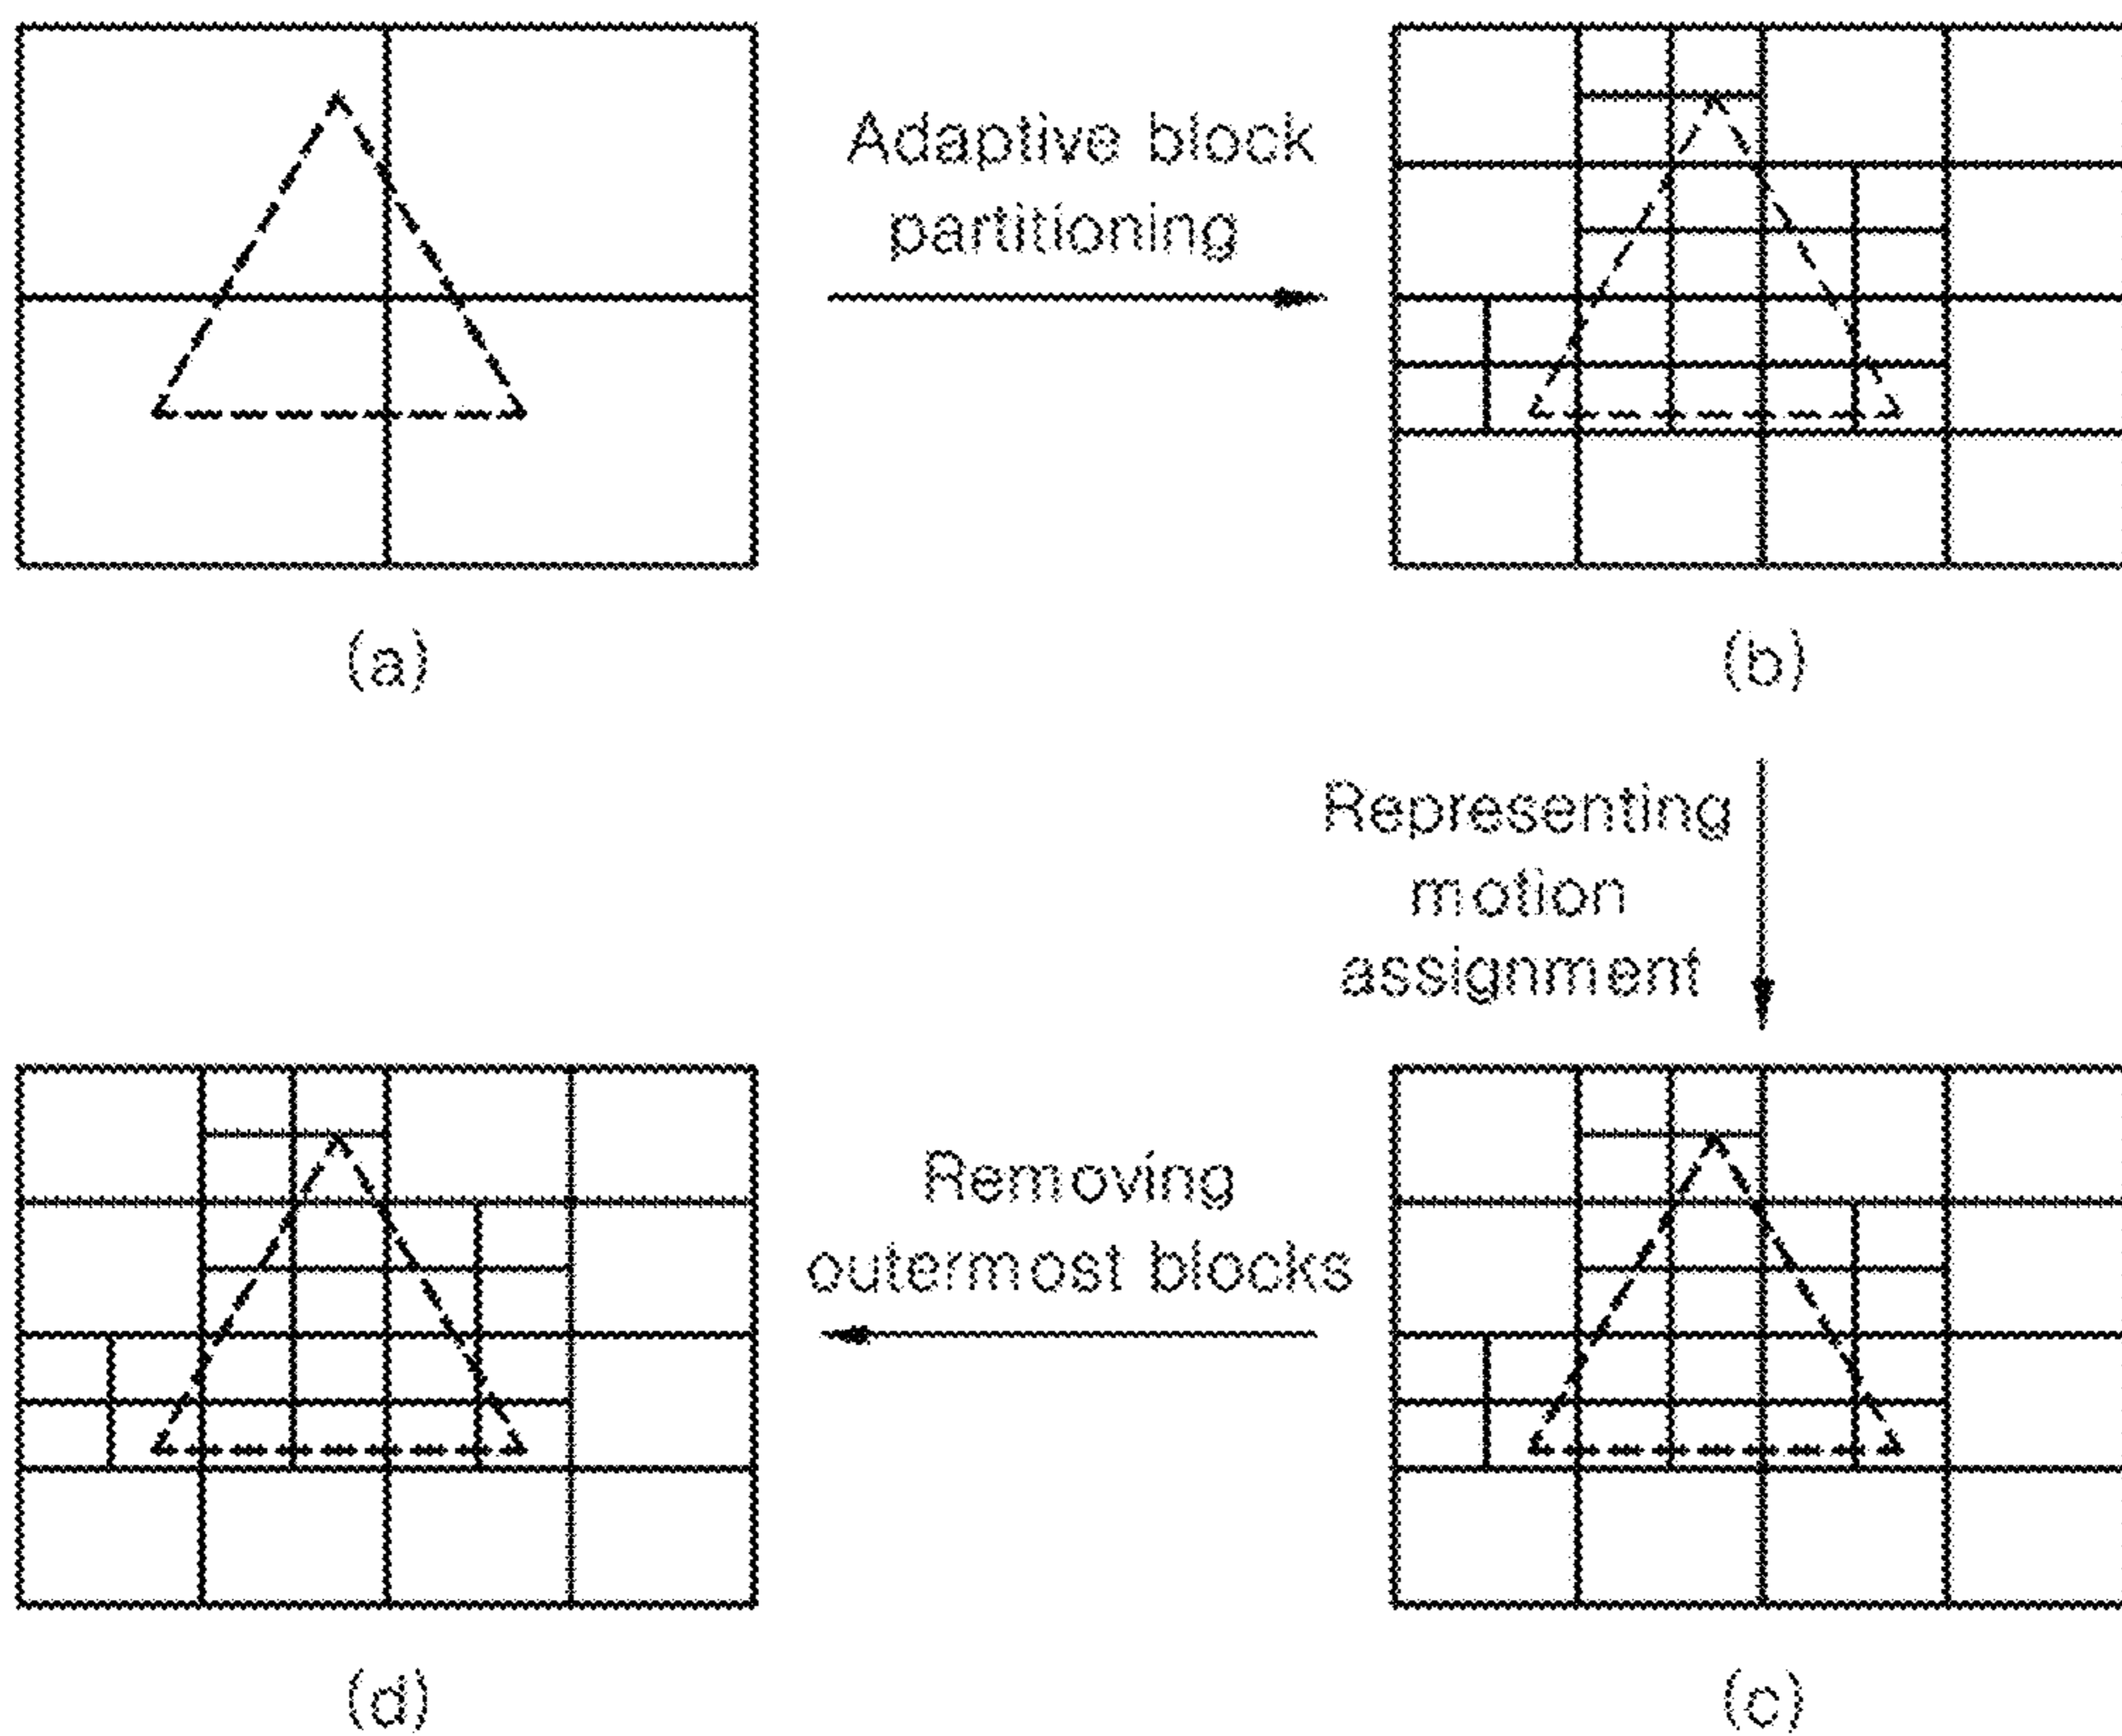 Adaptive block
partitioning
(a)
(b)
Representing
motion
assignment
Removing
outermost blocks
(d)
(c)